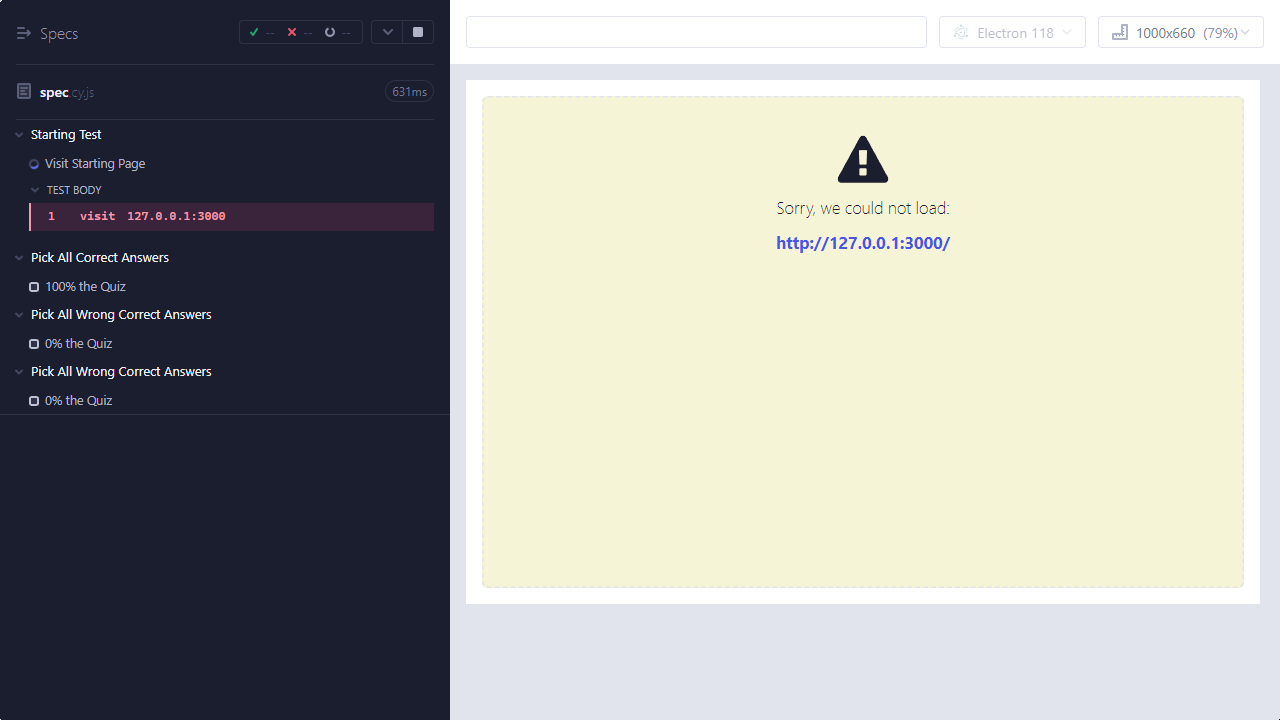 Specs -- -- --
spec.cy.js 631ms
Starting Test
Visit Starting Page
TEST BODY
1 visit 127.0.0.1:3000
Pick All Correct Answers
100% the Quiz
Pick All Wrong Correct Answers
0% the Quiz
Pick All Wrong Correct Answers
0% the Quiz
Electron 118 1000x660 (79%)
Sorry, we could not load:
http://127.0.0.1:3000/